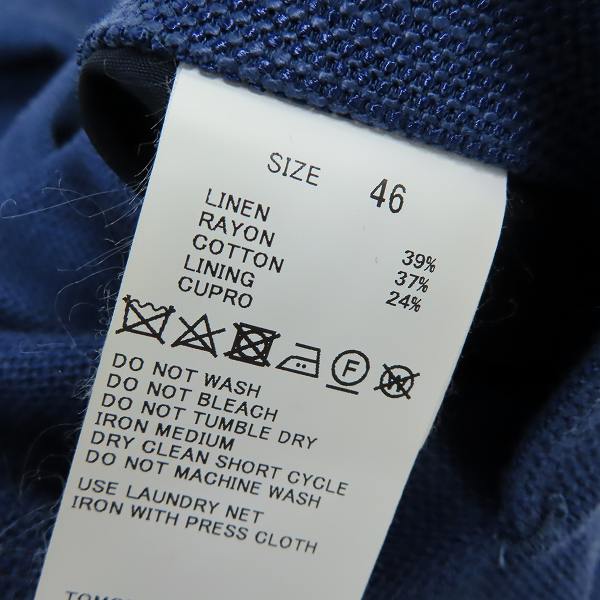 SIZE 46
LINEN 39%
RAYON 37%
COTTON 24%
LINING
CUPRO
F W
DO NOT WASH
DO NOT BLEACH
DO NOT TUMBLE DRY
IRON MEDIUM
DRY CLEAN SHORT CYCLE
DO NOT MACHINE WASH
USE LAUNDRY NET
IRON WITH PRESS CLOTH